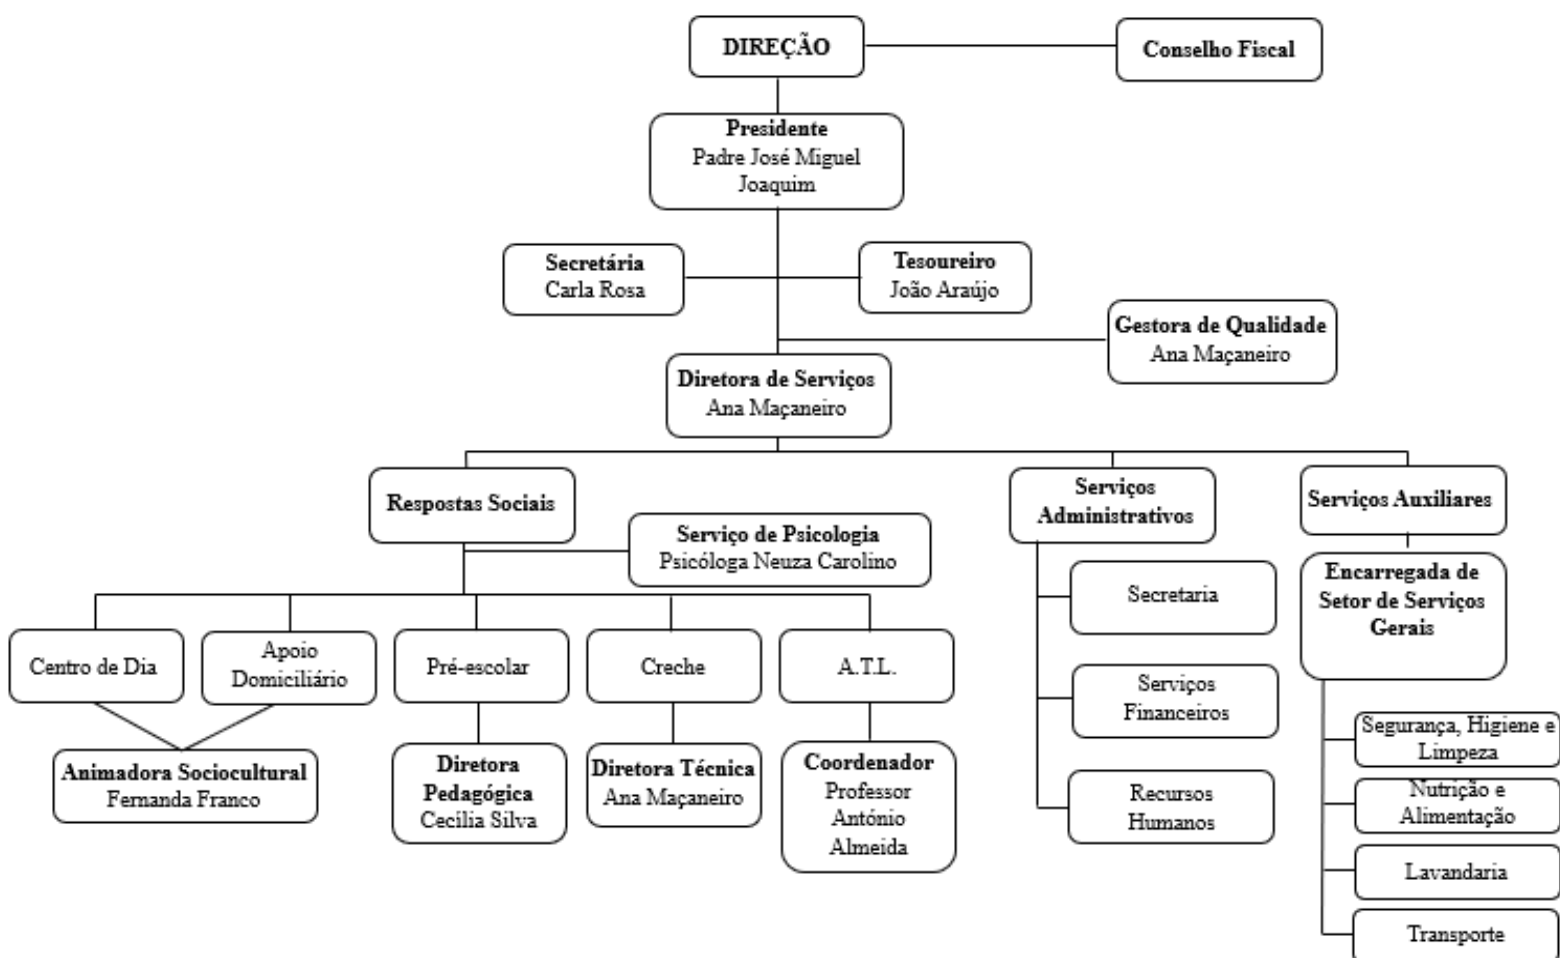 DIREÇÃO
Conselho Fiscal
Presidente
Padre José Miguel
Joaquim
Secretária
Carla Rosa
Tesoureiro
João Araújo
Gestora de Qualidade
Ana Maçaneiro
Diretora de Serviços
Ana Maçaneiro
Respostas Sociais
Serviço de Psicologia
Psicóloga Neuza Carolino
Serviços
Administrativos
Serviços Auxiliares
Centro de Dia
Apoio
Domiciliário
Pré-escolar
Creche
A.T.L.
Animadora Sociocultural
Fernanda Franco
Diretora
Pedagógica
Cecília Silva
Diretora Técnica
Ana Maçaneiro
Coordenador
Professor
António
Almeida
Secretaria
Serviços
Financeiros
Recursos
Humanos
Encarregada de
Setor de Serviços
Gerais
Segurança, Higiene e
Limpeza
Nutrição e
Alimentação
Lavandaria
Transporte